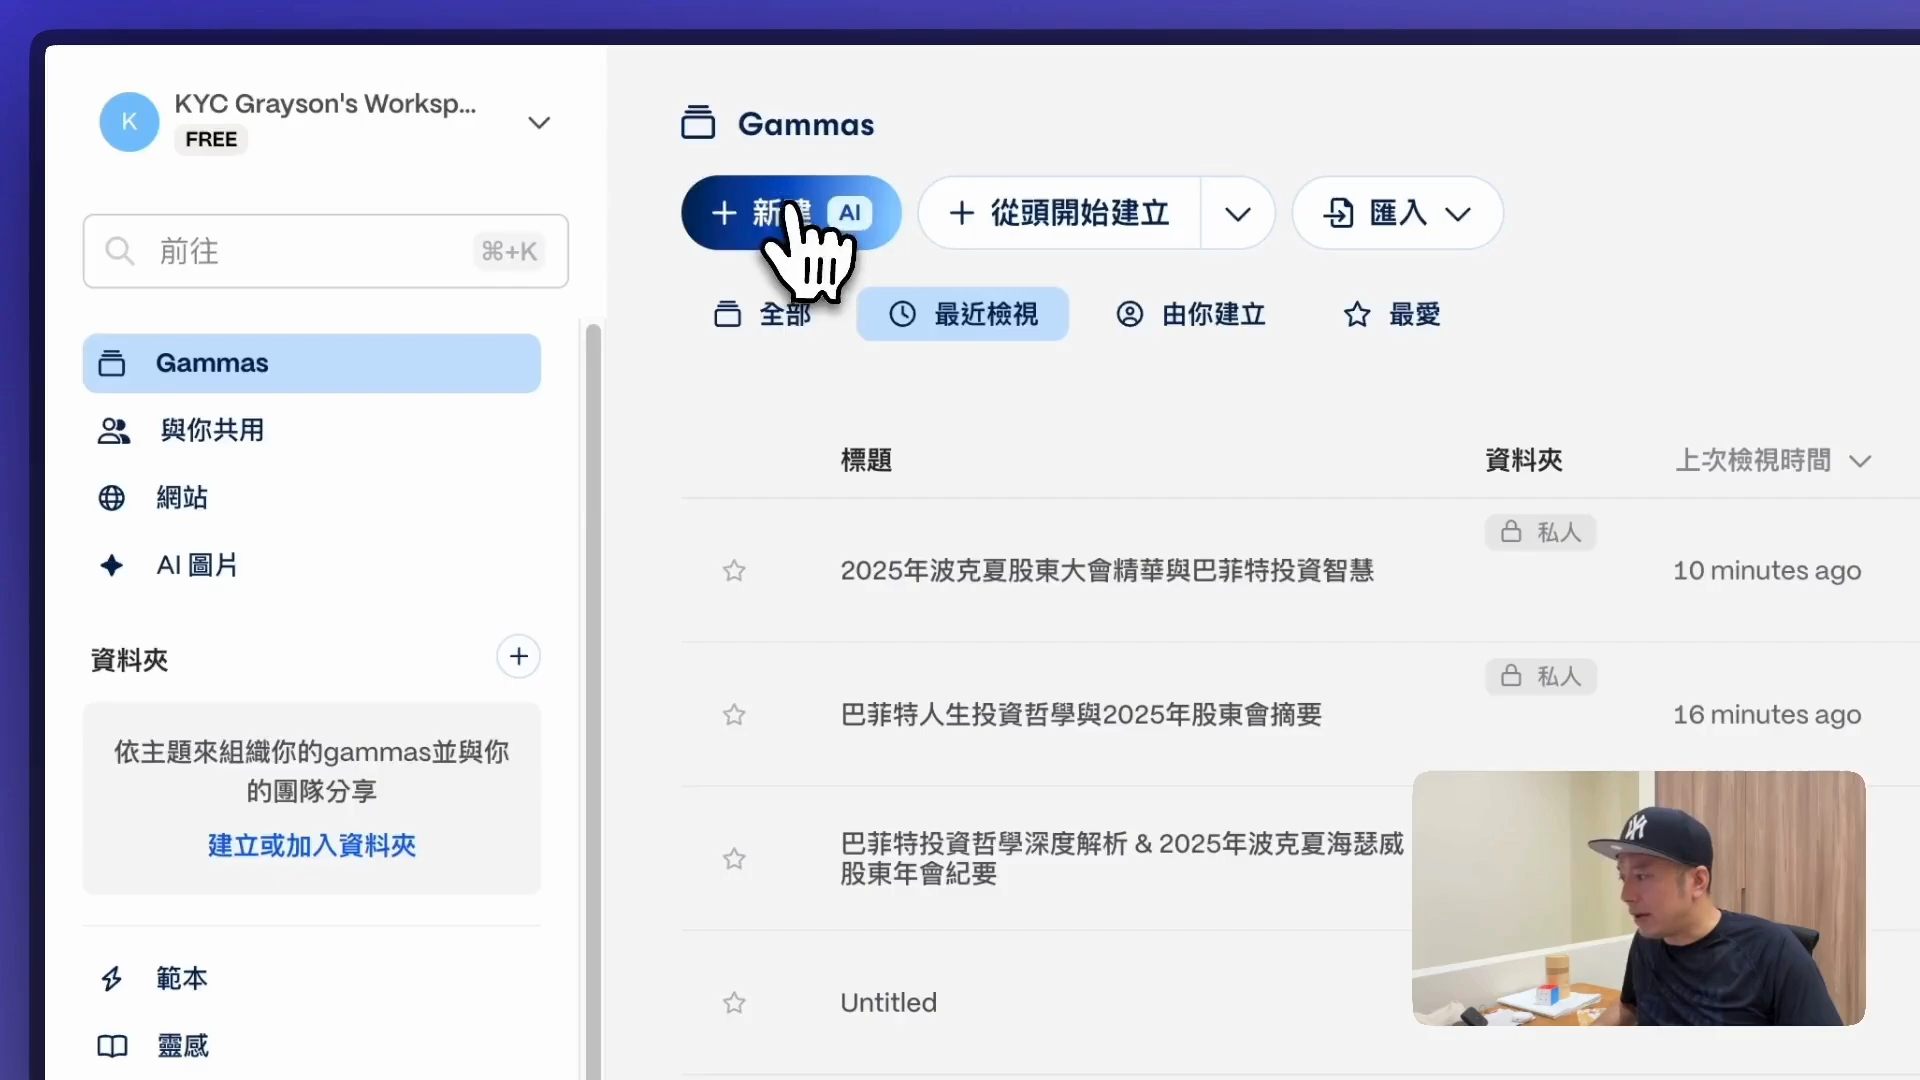 K
KYC Grayson's Worksp...
FREE
前往
⌘+K
Gammas
與你共用
網站
AI 圖片
資料夾
依主題來組織你的gammas並與你
的團隊分享
建立或加入資料夾
範本
靈感
Gammas
新建 AI
從頭開始建立
匯入
全部
最近檢視
由你建立
最愛
標題
資料夾
上次檢視時間
私人
2025年波克夏股東大會精華與巴菲特投資智慧
10 minutes ago
私人
巴菲特人生投資哲學與2025年股東會摘要
16 minutes ago
巴菲特投資哲學深度解析 & 2025年波克夏海瑟威
股東年會紀要
Untitled